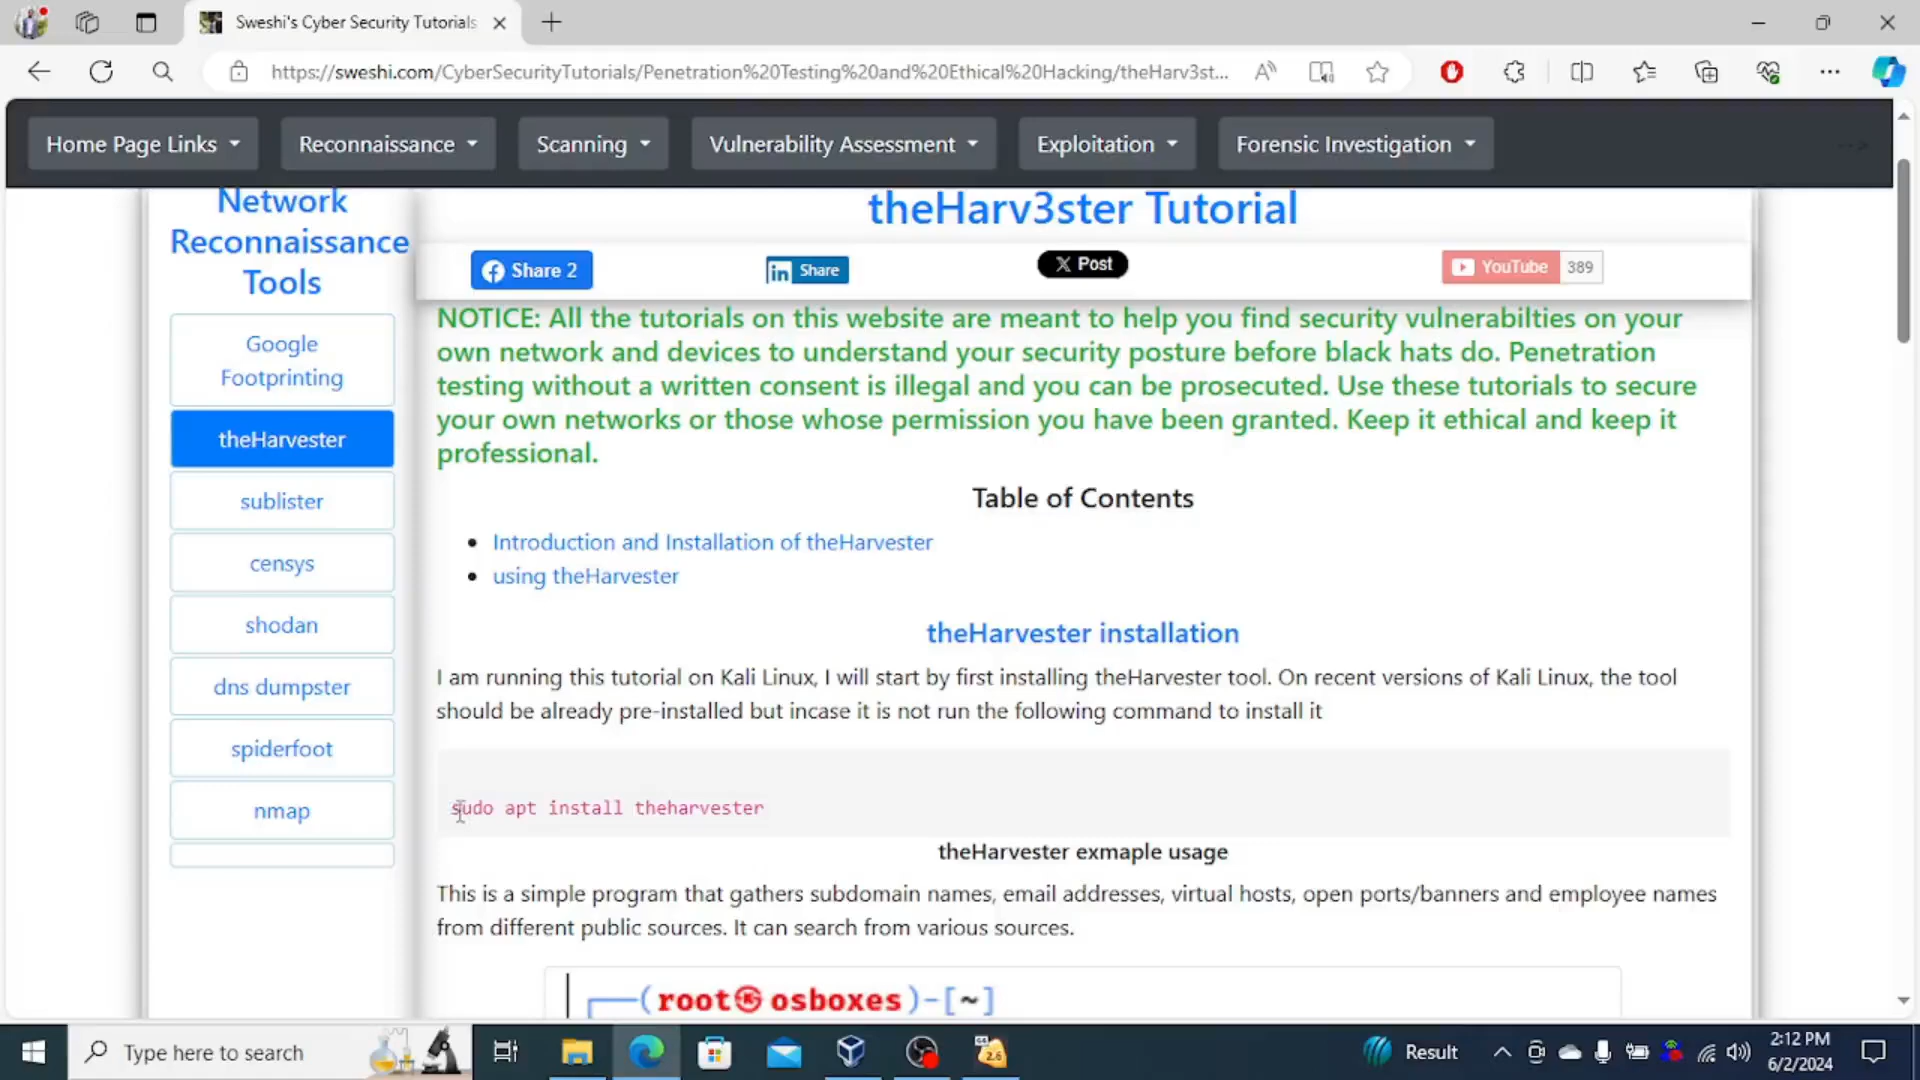 Sweshi's Cyber Security Tutorials
https://sweshi.com/CyberSecurityTutorials/Penetration%20Testing%20and%20Ethical%20Hacking/theHarv3st...
Home Page Links
Reconnaissance
Scanning
Vulnerability Assessment
Exploitation
Forensic Investigation
Network
Reconnaissance
Tools
Google
Footprinting
theHarvester
sublister
censys
shodan
dns dumpster
spiderfoot
nmap
theHarv3ster Tutorial
Share 2
in Share
X Post
YouTube 389
NOTICE: All the tutorials on this website are meant to help you find security vulnerabilties on your
own network and devices to understand your security posture before black hats do. Penetration
testing without a written consent is illegal and you can be prosecuted. Use these tutorials to secure
your own networks or those whose permission you have been granted. Keep it ethical and keep it
professional.
Table of Contents
Introduction and Installation of theHarvester
using theHarvester
theHarvester installation
I am running this tutorial on Kali Linux, I will start by first installing theHarvester tool. On recent versions of Kali Linux, the tool
should be already pre-installed but incase it is not run the following command to install it
sudo apt install theharvester
theHarvester exmaple usage
This is a simple program that gathers subdomain names, email addresses, virtual hosts, open ports/banners and employee names
from different public sources. It can search from various sources.
(root osboxes)-[~]
Type here to search
2.6
Result
2:12 PM
6/2/2024